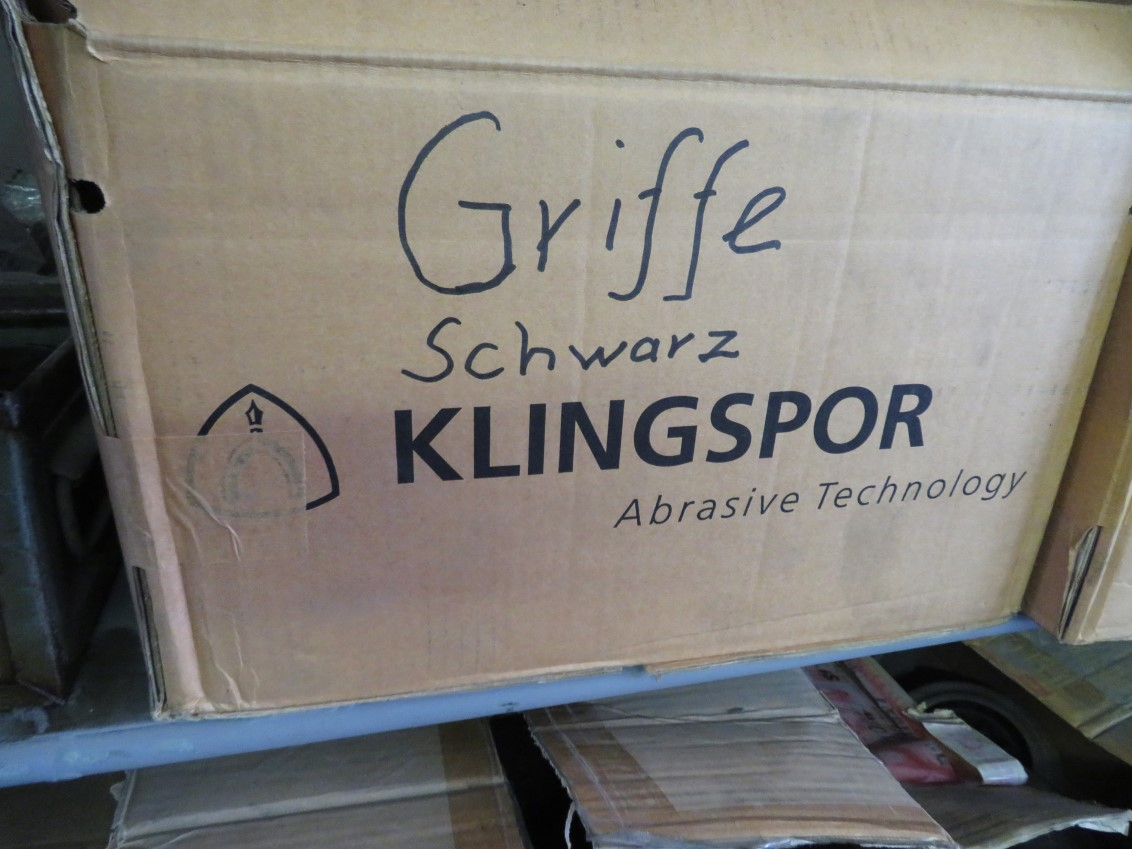 Griffe
Schwarz
KLINGSPOR
Abrasive Technology